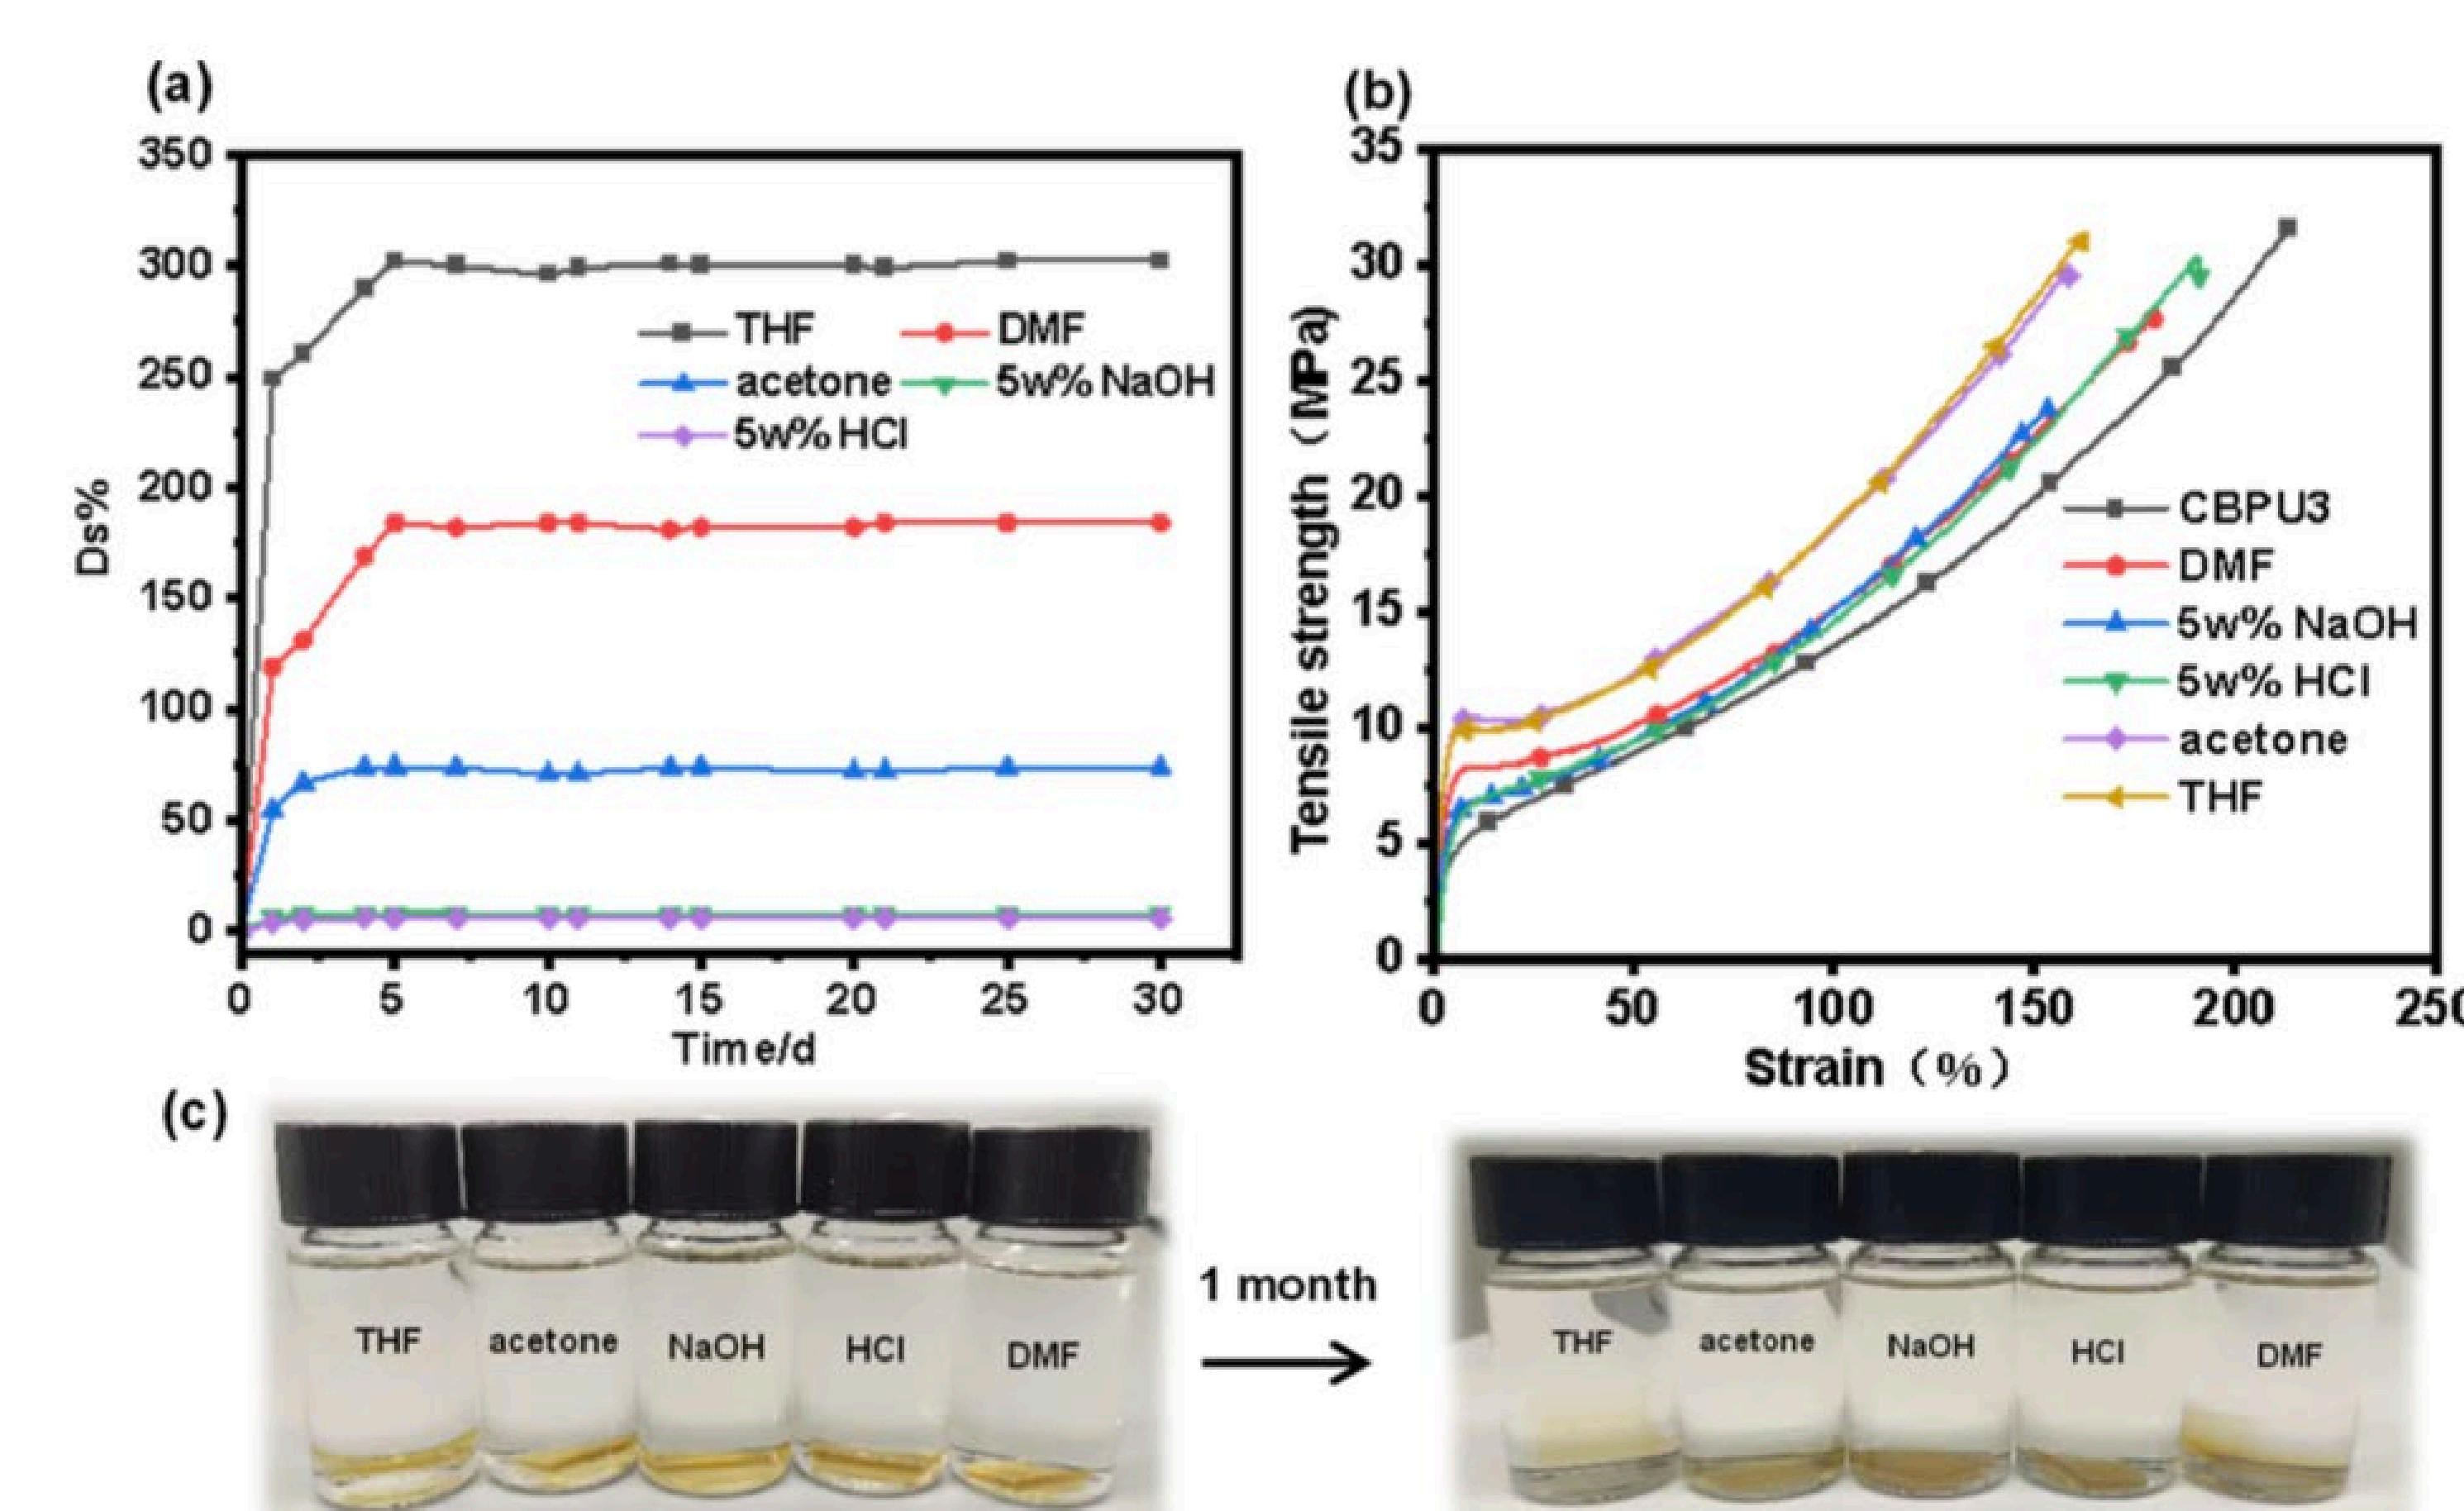 (a)
350
300
250
200
150
100
50
0
Ds%
THF DMF
acetone 5w% NaOH
5w% HCl
0 5 10 15 20 25 30
Time/d
(b)
35
30
25
20
15
10
5
0
Tensile strength（MPa)
CBPU3
DMF
5w% NaOH
5w% HCl
acetone
THF
0 50 100 150 200 250
Strain（%）
(c)
THF acetone NaOH HCl DMF
1 month
THF acetone NaOH HCl DMF